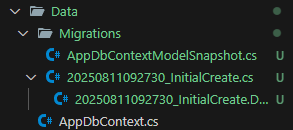 Data
Migrations
C# AppDbContextModelSnapshot.cs U
C# 20250811092730_InitialCreate.cs U
C# 20250811092730_InitialCreate.D... U
C# AppDbContext.cs